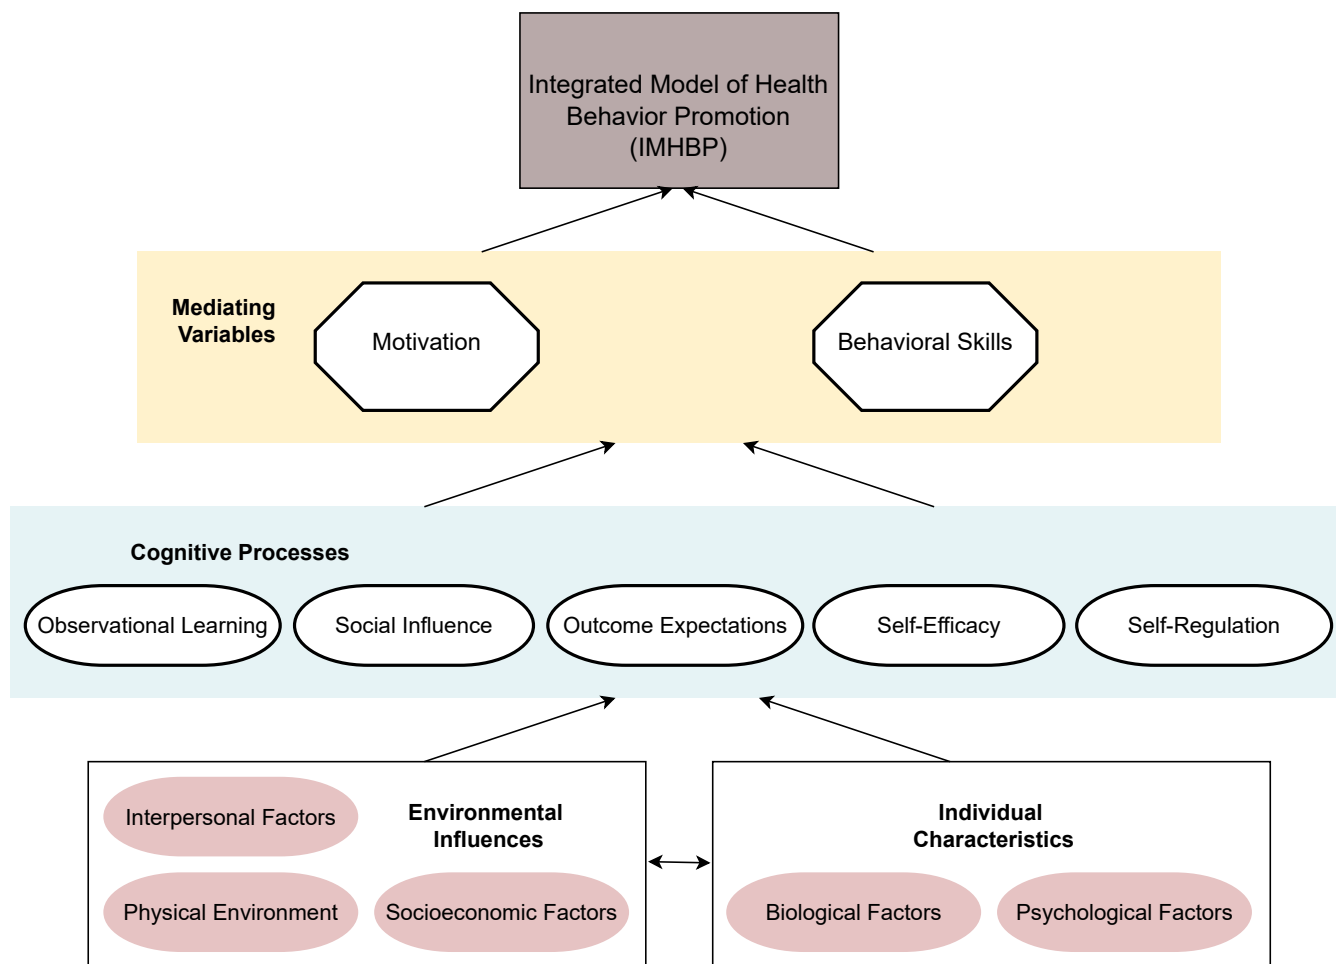 Integrated Model of Health
Behavior Promotion
(IMHBP)
Mediating
Variables
Motivation
Behavioral Skills
Cognitive Processes
Observational Learning
Social Influence
Outcome Expectations
Self-Efficacy
Self-Regulation
Interpersonal Factors
Environmental
Influences
Physical Environment
Socioeconomic Factors
Individual
Characteristics
Biological Factors
Psychological Factors